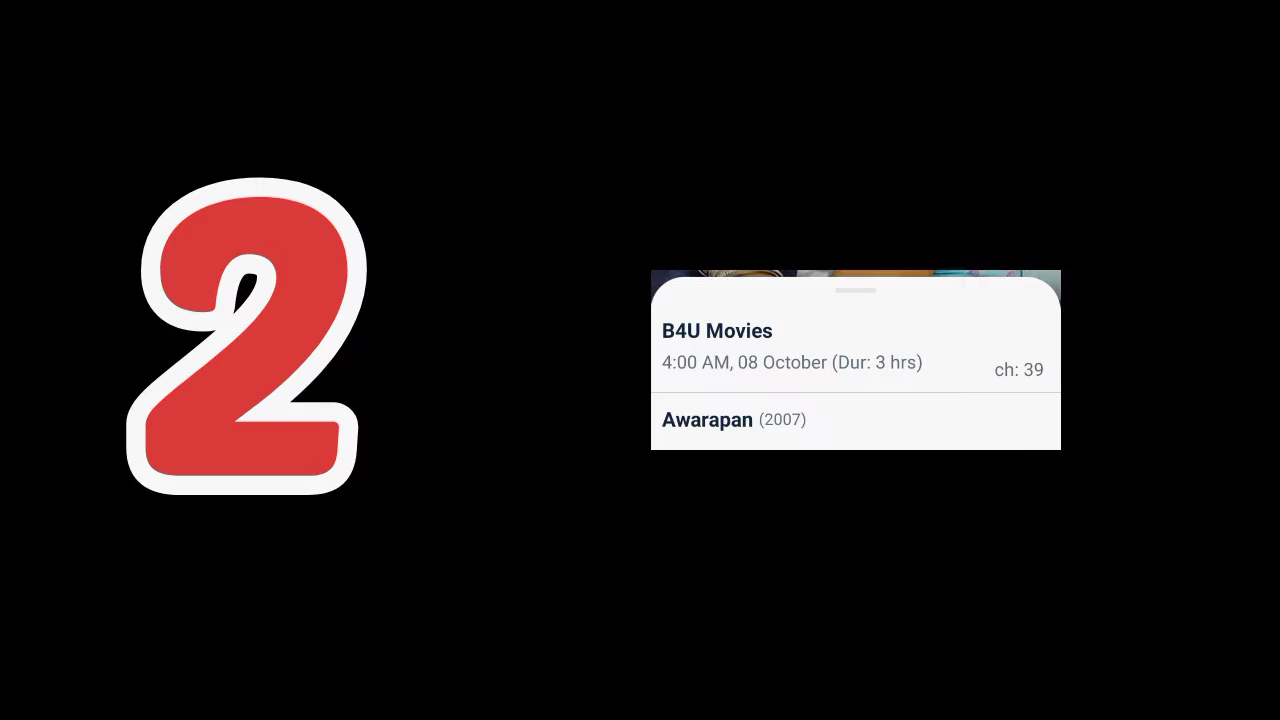 2
B4U Movies
4:00 AM, 08 October (Dur: 3 hrs)
ch: 39
Awarapan (2007)